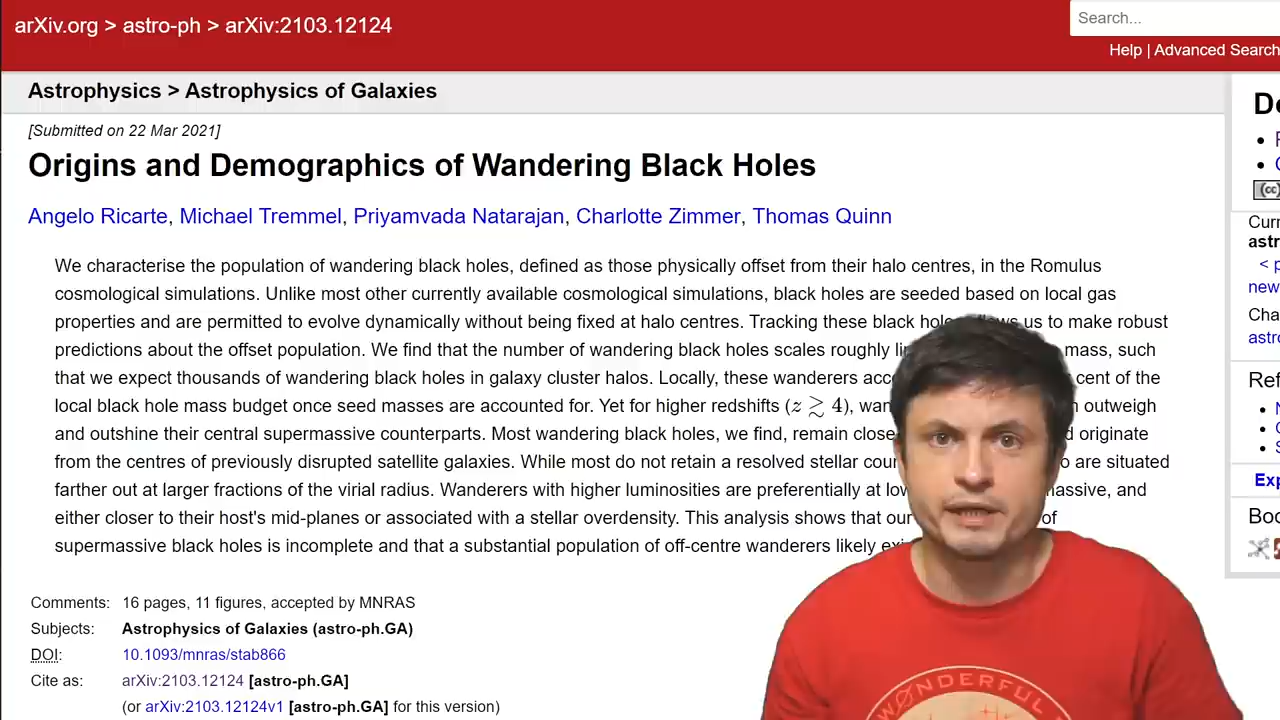 arXiv.org > astro-ph > arXiv:2103.12124
Search...
Help | Advanced Search
Astrophysics > Astrophysics of Galaxies
[Submitted on 22 Mar 2021]
Origins and Demographics of Wandering Black Holes
Angelo Ricarte, Michael Tremmel, Priyamvada Natarajan, Charlotte Zimmer, Thomas Quinn
We characterise the population of wandering black holes, defined as those physically offset from their halo centres, in the Romulus
cosmological simulations. Unlike most other currently available cosmological simulations, black holes are seeded based on local gas
properties and are permitted to evolve dynamically without being fixed at halo centres. Tracking these black us to make robust
predictions about the offset population. We find that the number of wandering black holes scales roughly mass, such
that we expect thousands of wandering black holes in galaxy cluster halos. Locally, these wanderers cent of the
local black hole mass budget once seed masses are accounted for. Yet for higher redshifts (z ≳ 4), outweigh
and outshine their central supermassive counterparts. Most wandering black holes, we find, remain originate
from the centres of previously disrupted satellite galaxies. While most do not retain a resolved stellar are situated
farther out at larger fractions of the virial radius. Wanderers with higher luminosities are preferentially at and
either closer to their host's mid-planes or associated with a stellar overdensity. This analysis shows that our of
supermassive black holes is incomplete and that a substantial population of off-centre wanderers likely
Comments: 16 pages, 11 figures, accepted by MNRAS
Subjects: Astrophysics of Galaxies (astro-ph.GA)
DOI: 10.1093/mnras/stab866
Cite as: arXiv:2103.12124 [astro-ph.GA]
(or arXiv:2103.12124v1 [astro-ph.GA] for this version)
(cc)
< p
new
WØNDERFUL